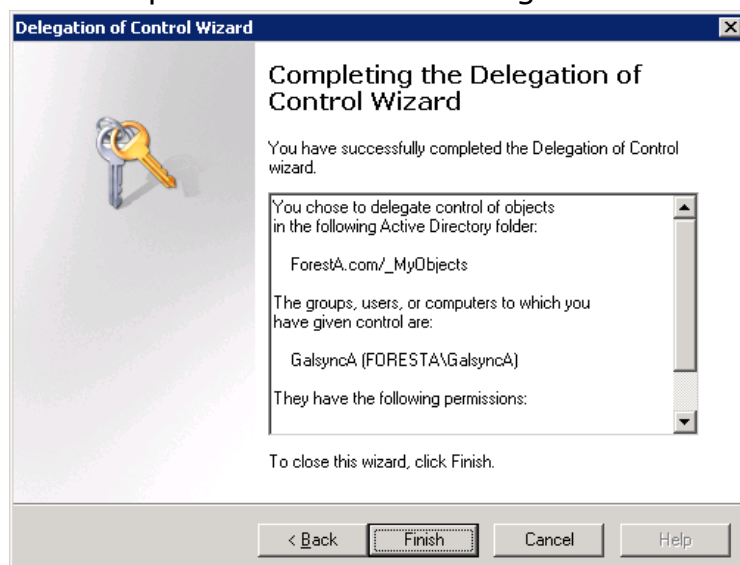 Delegation of Control Wizard
Completing the Delegation of
Control Wizard
You have successfully completed the Delegation of Control
wizard.
You chose to delegate control of objects
in the following Active Directory folder:
ForestA.com/_MyObjects
The groups, users, or computers to which you
have given control are:
GalsyncA (FORESTA\GalsyncA)
They have the following permissions:
To close this wizard, click Finish.
< Back
Finish
Cancel
Help